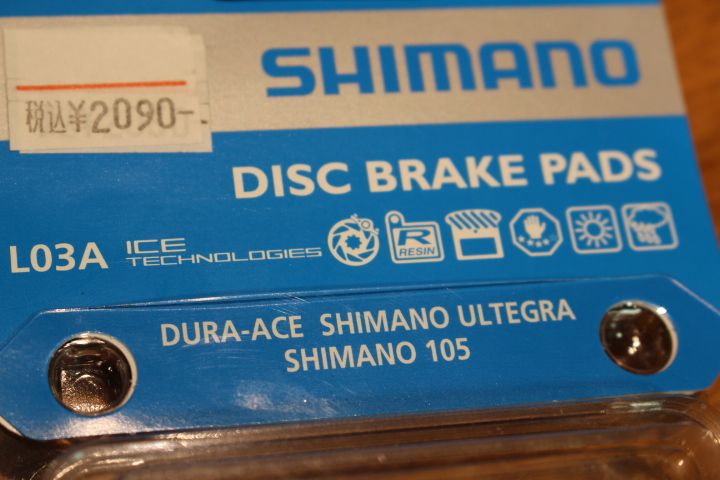 SHIMANO
税込¥2090-
DISC BRAKE PADS
L03A ICE TECHNOLOGIES
R
RESIN
DURA-ACE SHIMANO ULTEGRA
SHIMANO 105